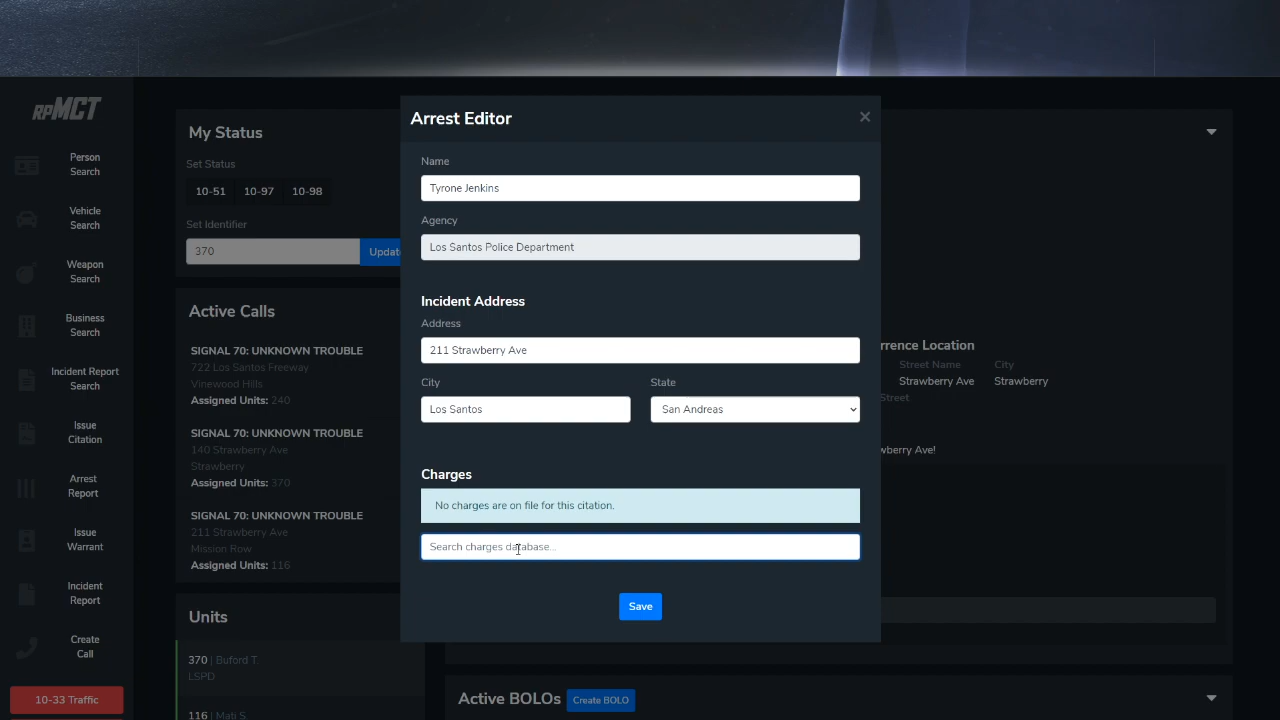 RPMCT
Person
Search
Vehicle
Search
Weapon
Search
Business
Search
Incident Report
Search
Issue
Citation
Arrest
Report
Issue
Warrant
Incident
Report
Create
Call
10-33 Traffic
My Status
Set Status
10-51 10-97 10-98
Set Identifier
370 Update
Active Calls
SIGNAL 70: UNKNOWN TROUBLE
722 Los Santos Freeway
Vinewood Hills
Assigned Units: 240
SIGNAL 70: UNKNOWN TROUBLE
140 Strawberry Ave
Strawberry
Assigned Units: 370
SIGNAL 70: UNKNOWN TROUBLE
211 Strawberry Ave
Mission Row
Assigned Units: 116
Units
370 | Buford T.
LSPD
116 | Mati S.
Arrest Editor ×
Name
Tyrone Jenkins
Agency
Los Santos Police Department
Incident Address
Address
211 Strawberry Ave
City State
Los Santos San Andreas
Charges
No charges are on file for this citation.
Search charges database...
Save
rrence Location
Street Name City
Strawberry Ave Strawberry
Street
wberry Ave!
Active BOLOs Create BOLO